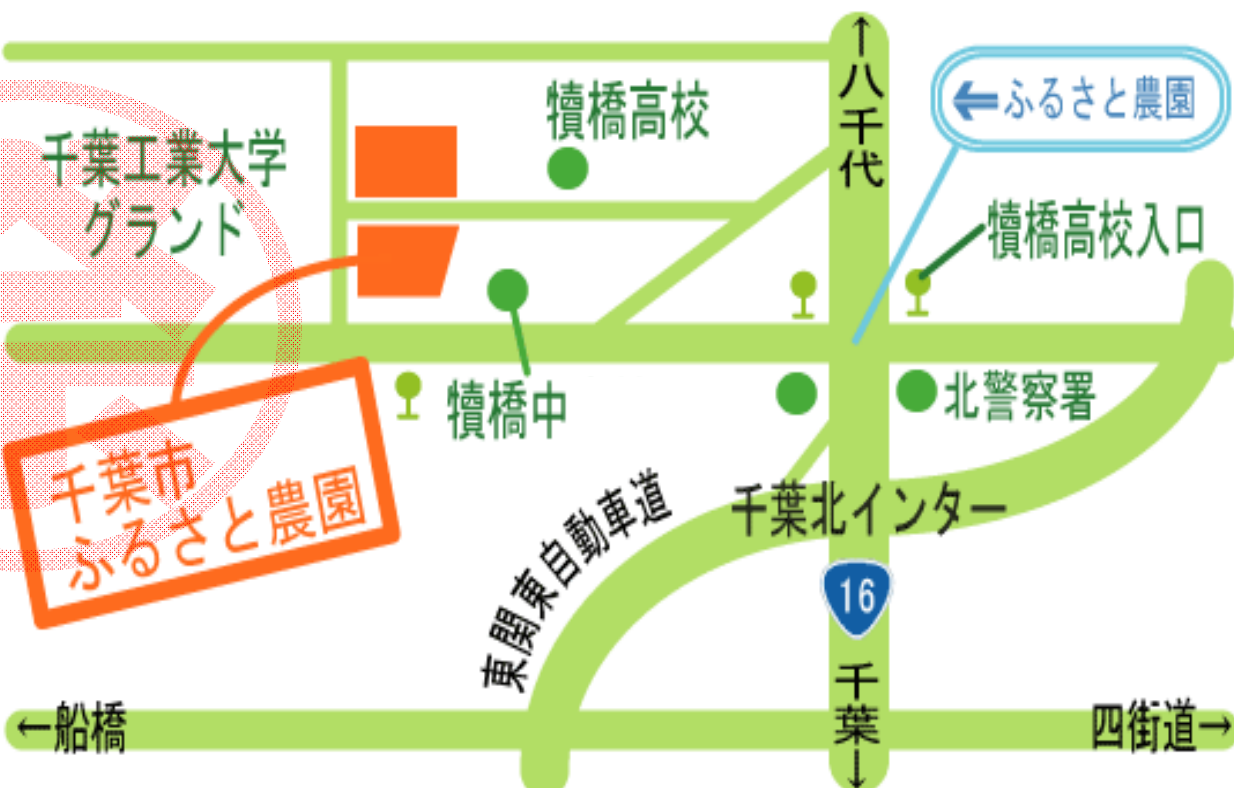 ↑八千代
←ふるさと農園
犢橋高校
千葉工業大学
グランド
犢橋高校入口
犢橋中
北警察署
千葉市
ふるさと農園
千葉北インター
東関東自動車道
16
千葉↓
←船橋
四街道→